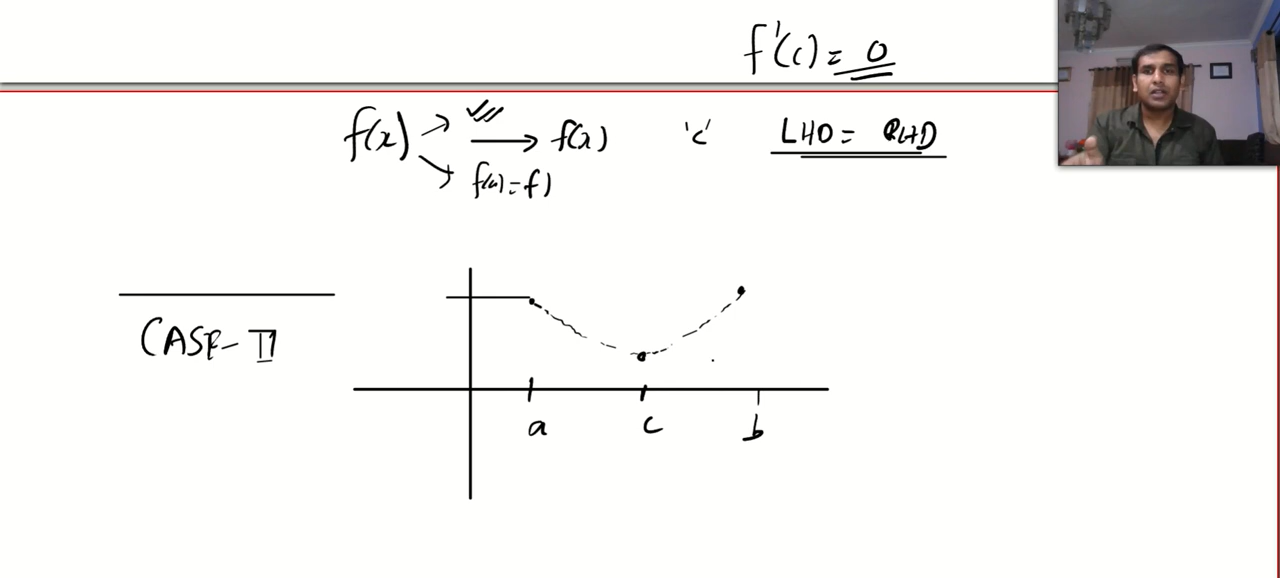 f'(c) = 0
f(x) → f(x) 'c' LHD = RHD
f(a) = f)
CASE-II
a c b